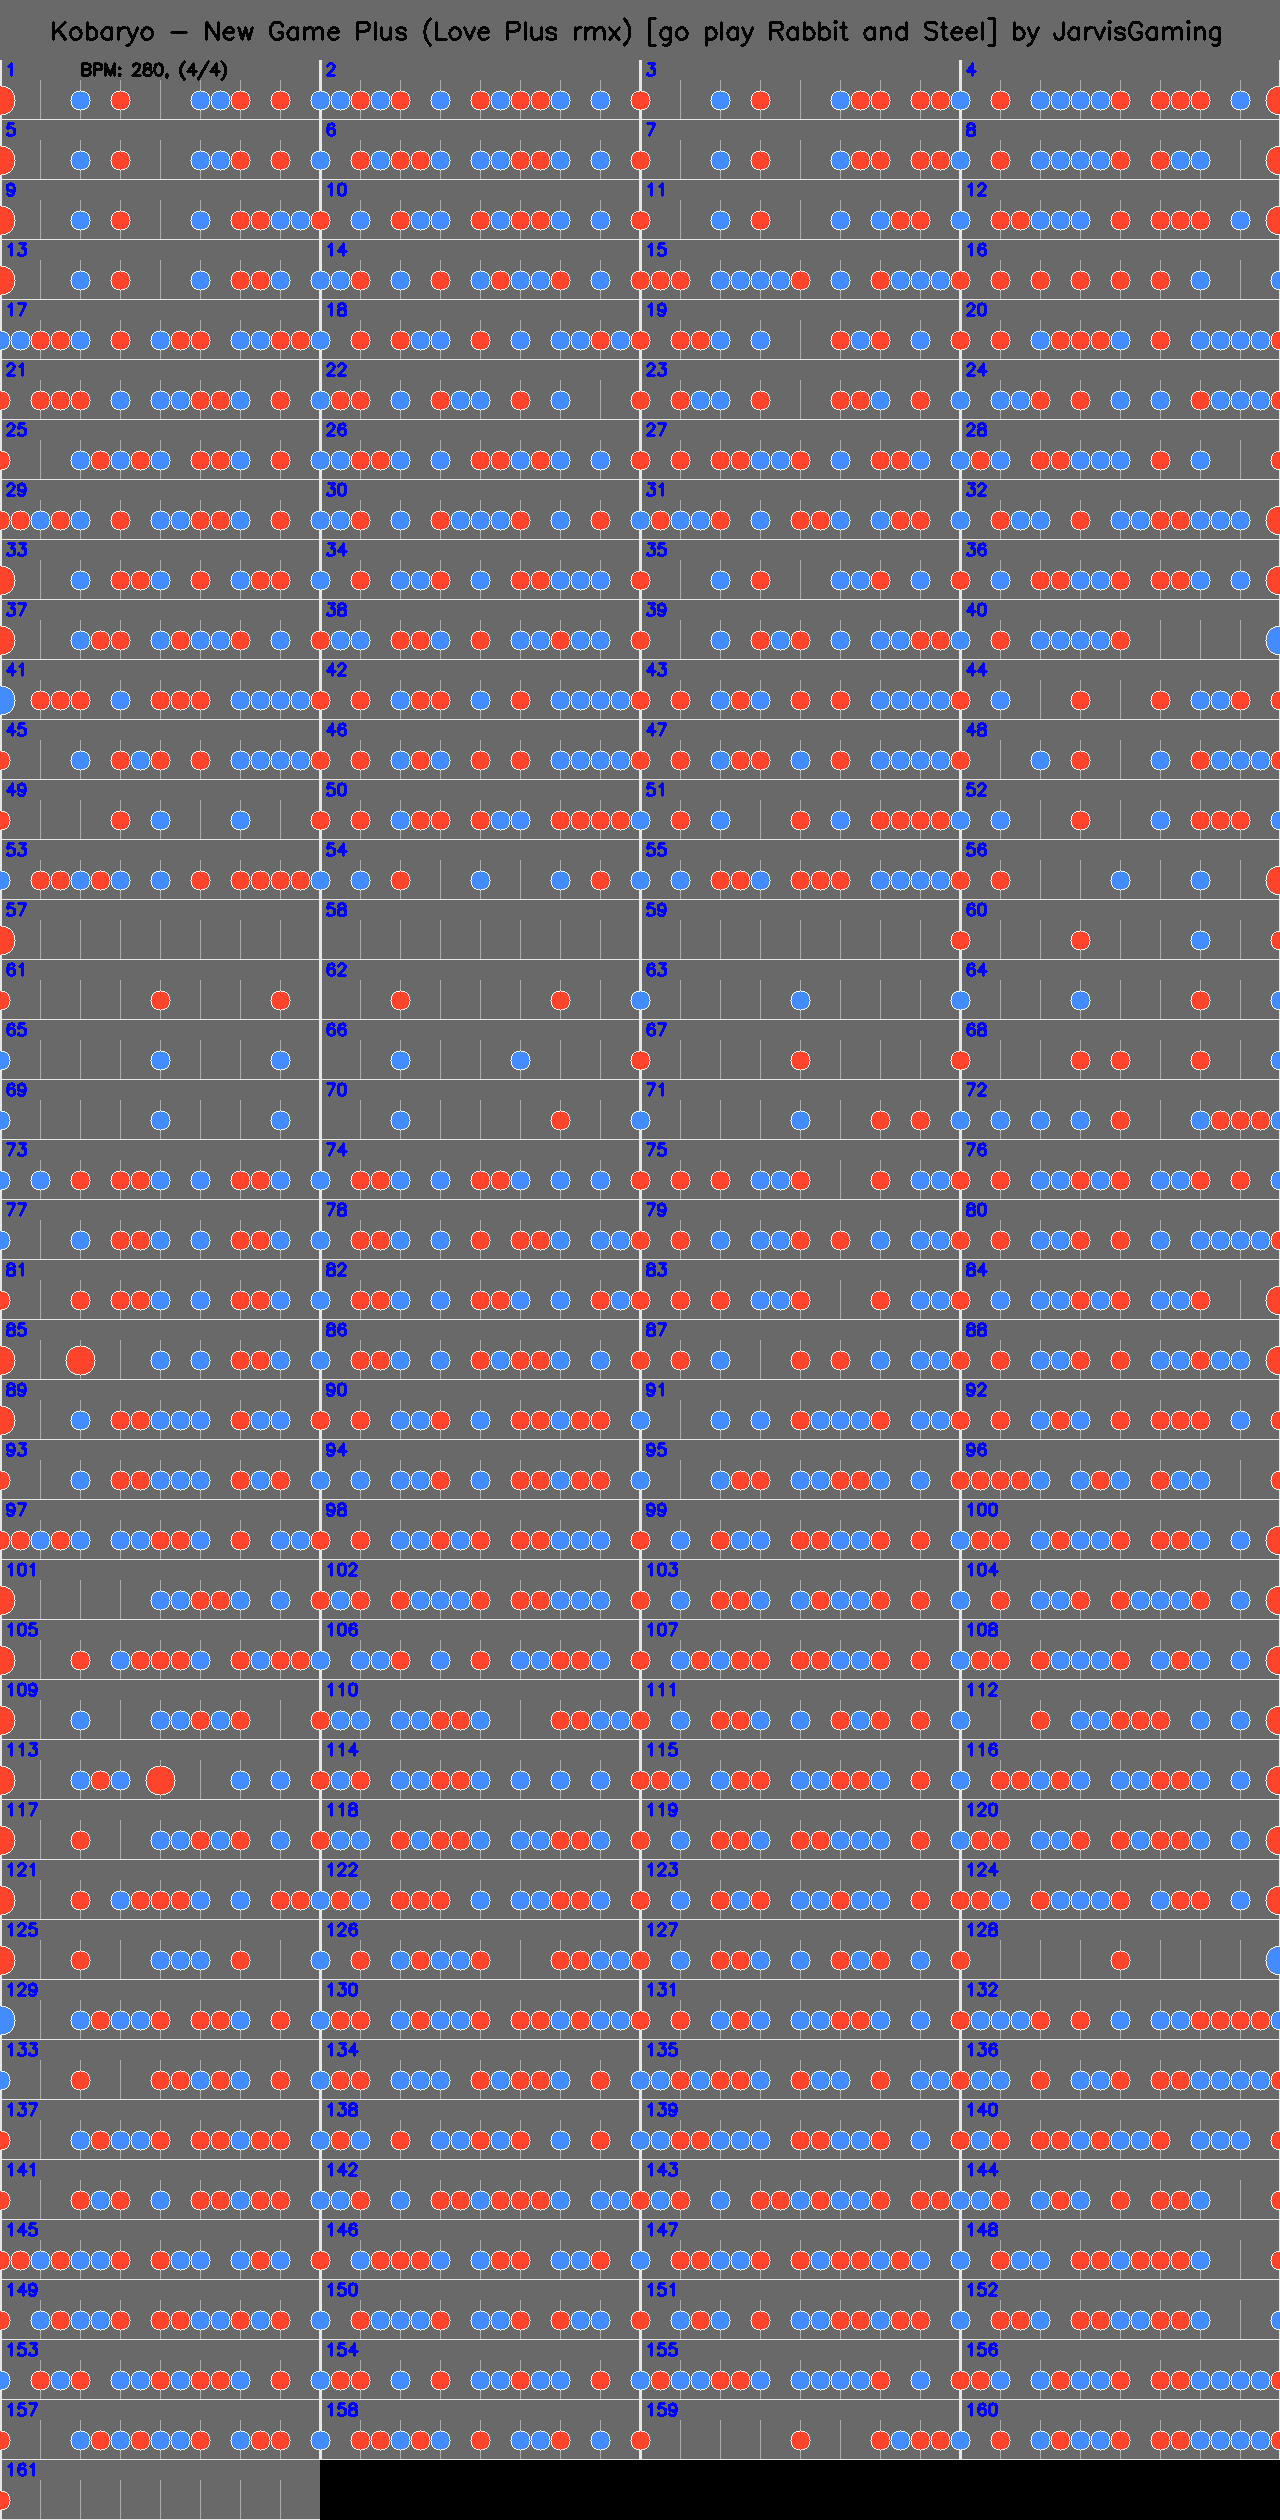 Kobaryo - New Game Plus (Love Plus rmx) [go play Rabbit and Steel] by JarvisGaming
1 BPM: 280, (4/4) 2 3 4
5 6 7 8
9 10 11 12
13 14 15 16
17 18 19 20
21 22 23 24
25 26 27 28
29 30 31 32
33 34 35 36
37 38 39 40
41 42 43 44
45 46 47 48
49 50 51 52
53 54 55 56
57 58 59 60
61 62 63 64
65 66 67 68
69 70 71 72
73 74 75 76
77 78 79 80
81 82 83 84
85 86 87 88
89 90 91 92
93 94 95 96
97 98 99 100
101 102 103 104
105 106 107 108
109 110 111 112
113 114 115 116
117 118 119 120
121 122 123 124
125 126 127 128
129 130 131 132
133 134 135 136
137 138 139 140
141 142 143 144
145 146 147 148
149 150 151 152
153 154 155 156
157 158 159 160
161